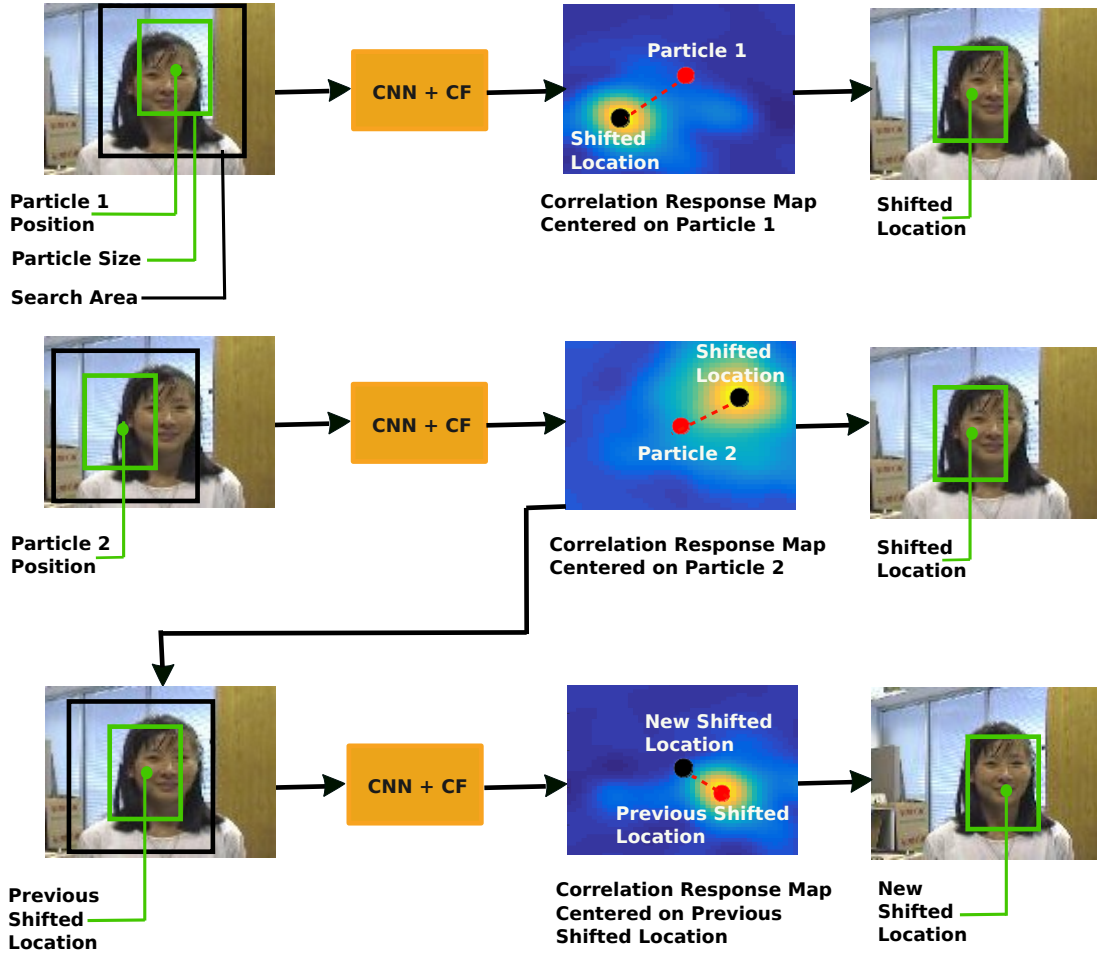 CNN + CF
Particle 1
Shifted
Location
Particle 1
Position
Particle Size
Search Area
Correlation Response Map
Centered on Particle 1
Shifted
Location
CNN + CF
Shifted
Location
Particle 2
Particle 2
Position
Correlation Response Map
Centered on Particle 2
Shifted
Location
CNN + CF
New Shifted
Location
Previous Shifted
Location
Previous
Shifted
Location
Correlation Response Map
Centered on Previous
Shifted Location
New
Shifted
Location